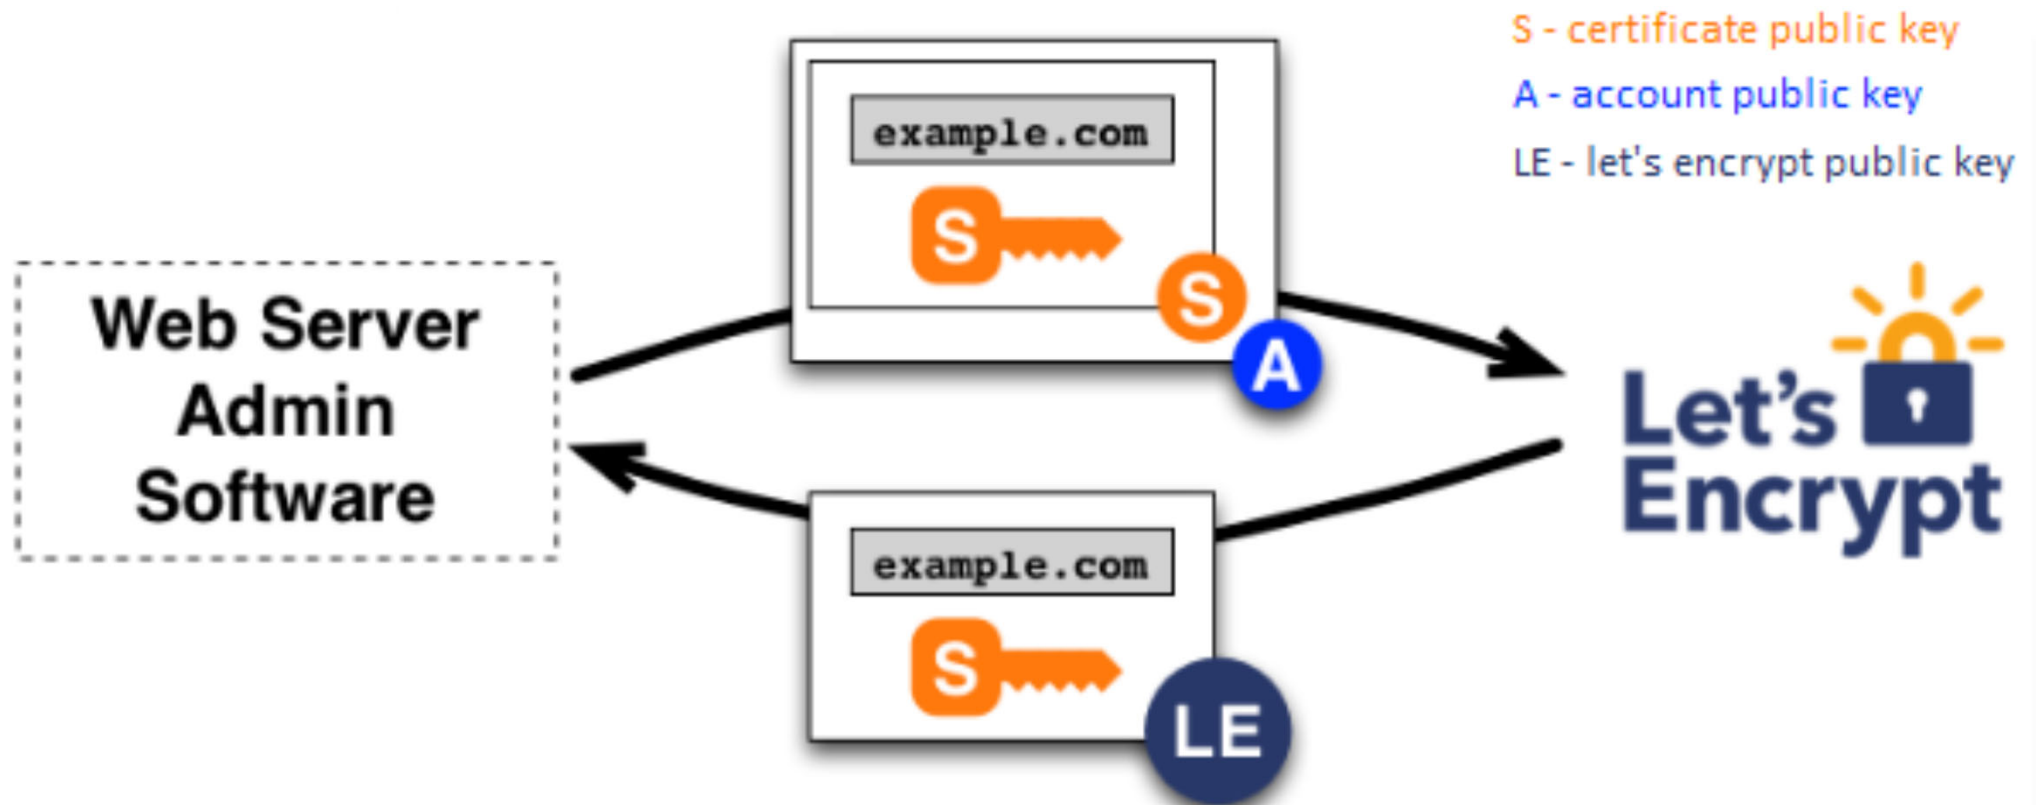 S - certificate public key
A - account public key
LE - let's encrypt public key
example.com
S
S
A
Web Server
Admin
Software
Let's
Encrypt
example.com
S
LE